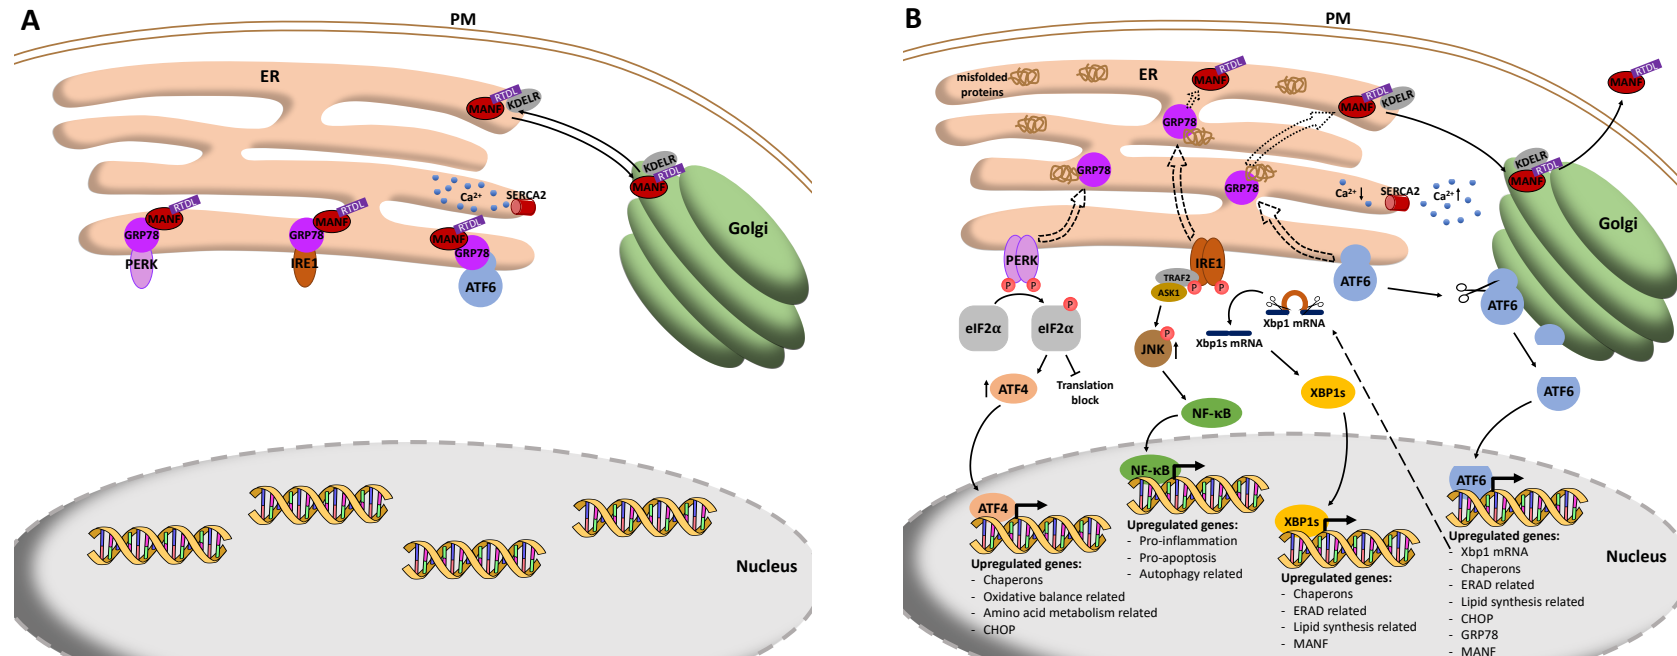 A
PM
ER
MANF
RTDL
KDELR
KDELR
RTDL
MANF
Ca²⁺
SERCA2
RTDL
MANF
GRP78
PERK
RTDL
MANF
GRP78
IRE1
RTDL
MANF
GRP78
ATF6
Golgi
Nucleus
B
PM
misfolded
proteins
ER
RTDL
MANF
GRP78
RTDL
MANF
KDELR
RTDL
MANF
GRP78
GRP78
Ca²⁺
SERCA2
Ca²⁺
KDELR
RTDL
MANF
Golgi
PERK
P
P
IRE1
TRAF2
ASK1
P
P
ATF6
ATF6
eIF2α
P
eIF2α
Xbp1 mRNA
Xbp1s mRNA
P
JNK
ATF4
Translation
block
XBP1s
ATF6
NF-κB
NF-κB
ATF4
XBP1s
ATF6
Upregulated genes:
- Chaperons
- Oxidative balance related
- Amino acid metabolism related
- CHOP
Upregulated genes:
- Pro-inflammation
- Pro-apoptosis
- Autophagy related
Upregulated genes:
- Chaperons
- ERAD related
- Lipid synthesis related
- MANF
Upregulated genes:
- Xbp1 mRNA
- Chaperons
- ERAD related
- Lipid synthesis related
- CHOP
- GRP78
- MANF
Nucleus